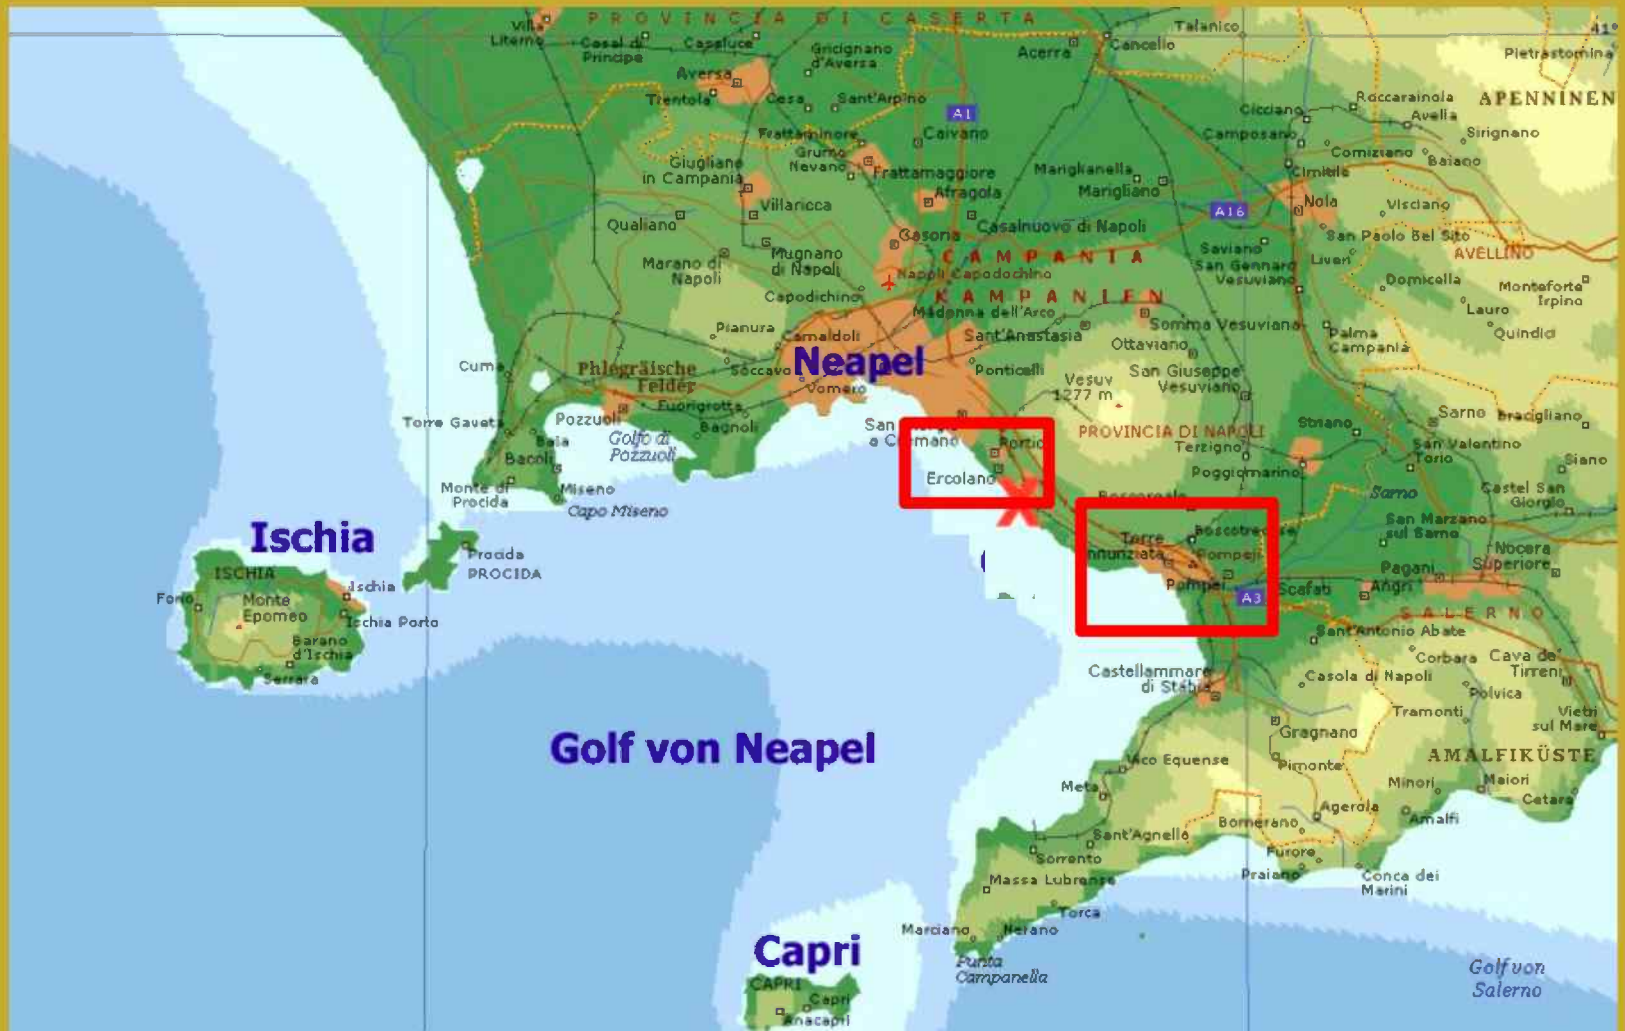 PROVINCIA DI CASERTA
Villa
Literno
Casal di
Principe
Casaluce
Gricignano
d'Aversa
Acerra
Cancello
Talanico
41°
Pietrastornina
Aversa
Trentola
Cesa
Sant'Arpino
A1
Cicciano
Roccarainola
Avella
APENNINEN
Frattaminore
Grumo
Nevano
Caivano
Camposano
Sirignano
Comiziano
Baiano
Giugliano
in Campania
Frattamaggiore
Afragola
Mariglianella
Marigliano
Cimitile
Villaricca
Qualiano
Casalnuovo di Napoli
A16
Nola
Visciano
Casoria
San Paolo Bel Sito
Saviano
Liveri
AVELLINO
Marano di
Napoli
Mugnano
di Napoli
CAMPANIA
San Gennaro
Vesuviano
Napoli Capodochino
Domicella
Monteforte
Irpino
Capodichino
KAMPANIEN
Madonna dell'Arco
Lauro
Pianura
Camaldoli
Sant'Anastasia
Somma Vesuviana
Palma
Campania
Quindici
Neapel
Ottaviano
Cuma
Phlegräische
Felder
Soccavo
Vomero
Ponticelli
Vesuv
1277 m
San Giuseppe
Vesuviano
Torre Gaveta
Pozzuoli
Fuorigrotta
Bagnoli
San
a Cremano
Portic
PROVINCIA DI NAPOLI
Terzigno
Striano
Sarno
Bracigliano
Baia
Bacoli
Golfo di
Pozzuoli
Ercolano
Poggiomarino
San Valentino
Torio
Siano
Monte di
Procida
Miseno
Capo Miseno
X
Boscoreale
Sarno
Castel San
Giorgio
Ischia
Torre
nnunziata
Boscotrecase
San Marzano
sul Sarno
Procida
PROCIDA
Pompeji
Pompei
Nocera
Superiore
ISCHIA
Ischia
Forio
Monte
Epomeo
Ischia Porto
A3
Scafati
Pagani
Angri
SALERNO
Barano
d'Ischia
Serrara
Sant'Antonio Abate
Castellammare
di Stabia
Corbara
Cava de'
Tirreni
Casola di Napoli
Polvica
Tramonti
Vietri
sul Mare
Golf von Neapel
Gragnano
Vico Equense
Pimonte
AMALFIKÜSTE
Meta
Minori
Maiori
Cetara
Agerola
Sant'Agnello
Bomerano
Amalfi
Sorrento
Furore
Massa Lubrense
Praiano
Conca dei
Marini
Torca
Marciano
Nerano
Capri
Punta
Campanella
CAPRI
Capri
Anacapri
Golf von
Salerno